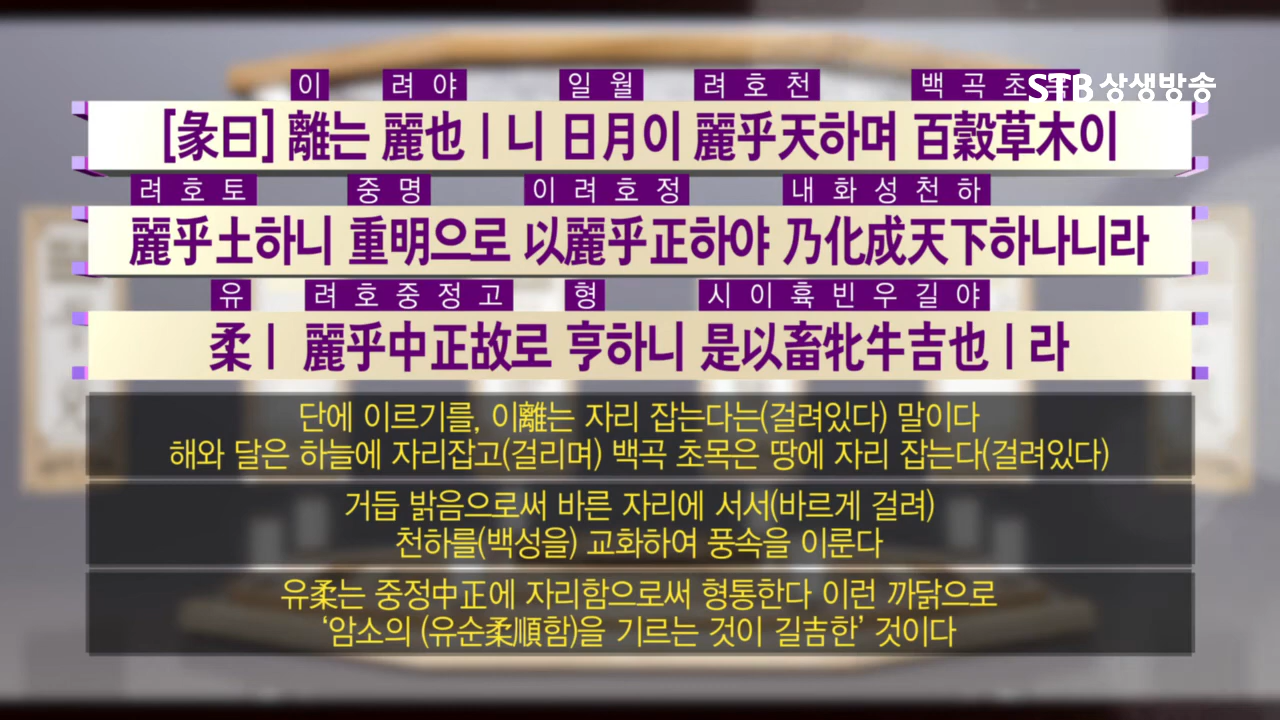 이 려야 일월 려호천 백곡초목
STB 상생방송
[彖曰] 離는 麗也ㅣ니 日月이 麗乎天하며 百穀草木이
려호토 중명 이려호정 내화성천하
麗乎土하니 重明으로 以麗乎正하야 乃化成天下하나니라
유 려호중정고 형 시이휵빈우길야
柔ㅣ 麗乎中正故로 亨하니 是以畜牝牛吉也ㅣ라
단에 이르기를, 이離는 자리 잡는다는(걸려있다) 말이다
해와 달은 하늘에 자리잡고(걸리며) 백곡 초목은 땅에 자리 잡는다(걸려있다)
거듭 밝음으로써 바른 자리에 서서(바르게 걸려)
천하를(백성을) 교화하여 풍속을 이룬다
유柔는 중정中正에 자리함으로써 형통한다 이런 까닭으로
‘암소의 (유순柔順함)을 기르는 것이 길吉한’ 것이다